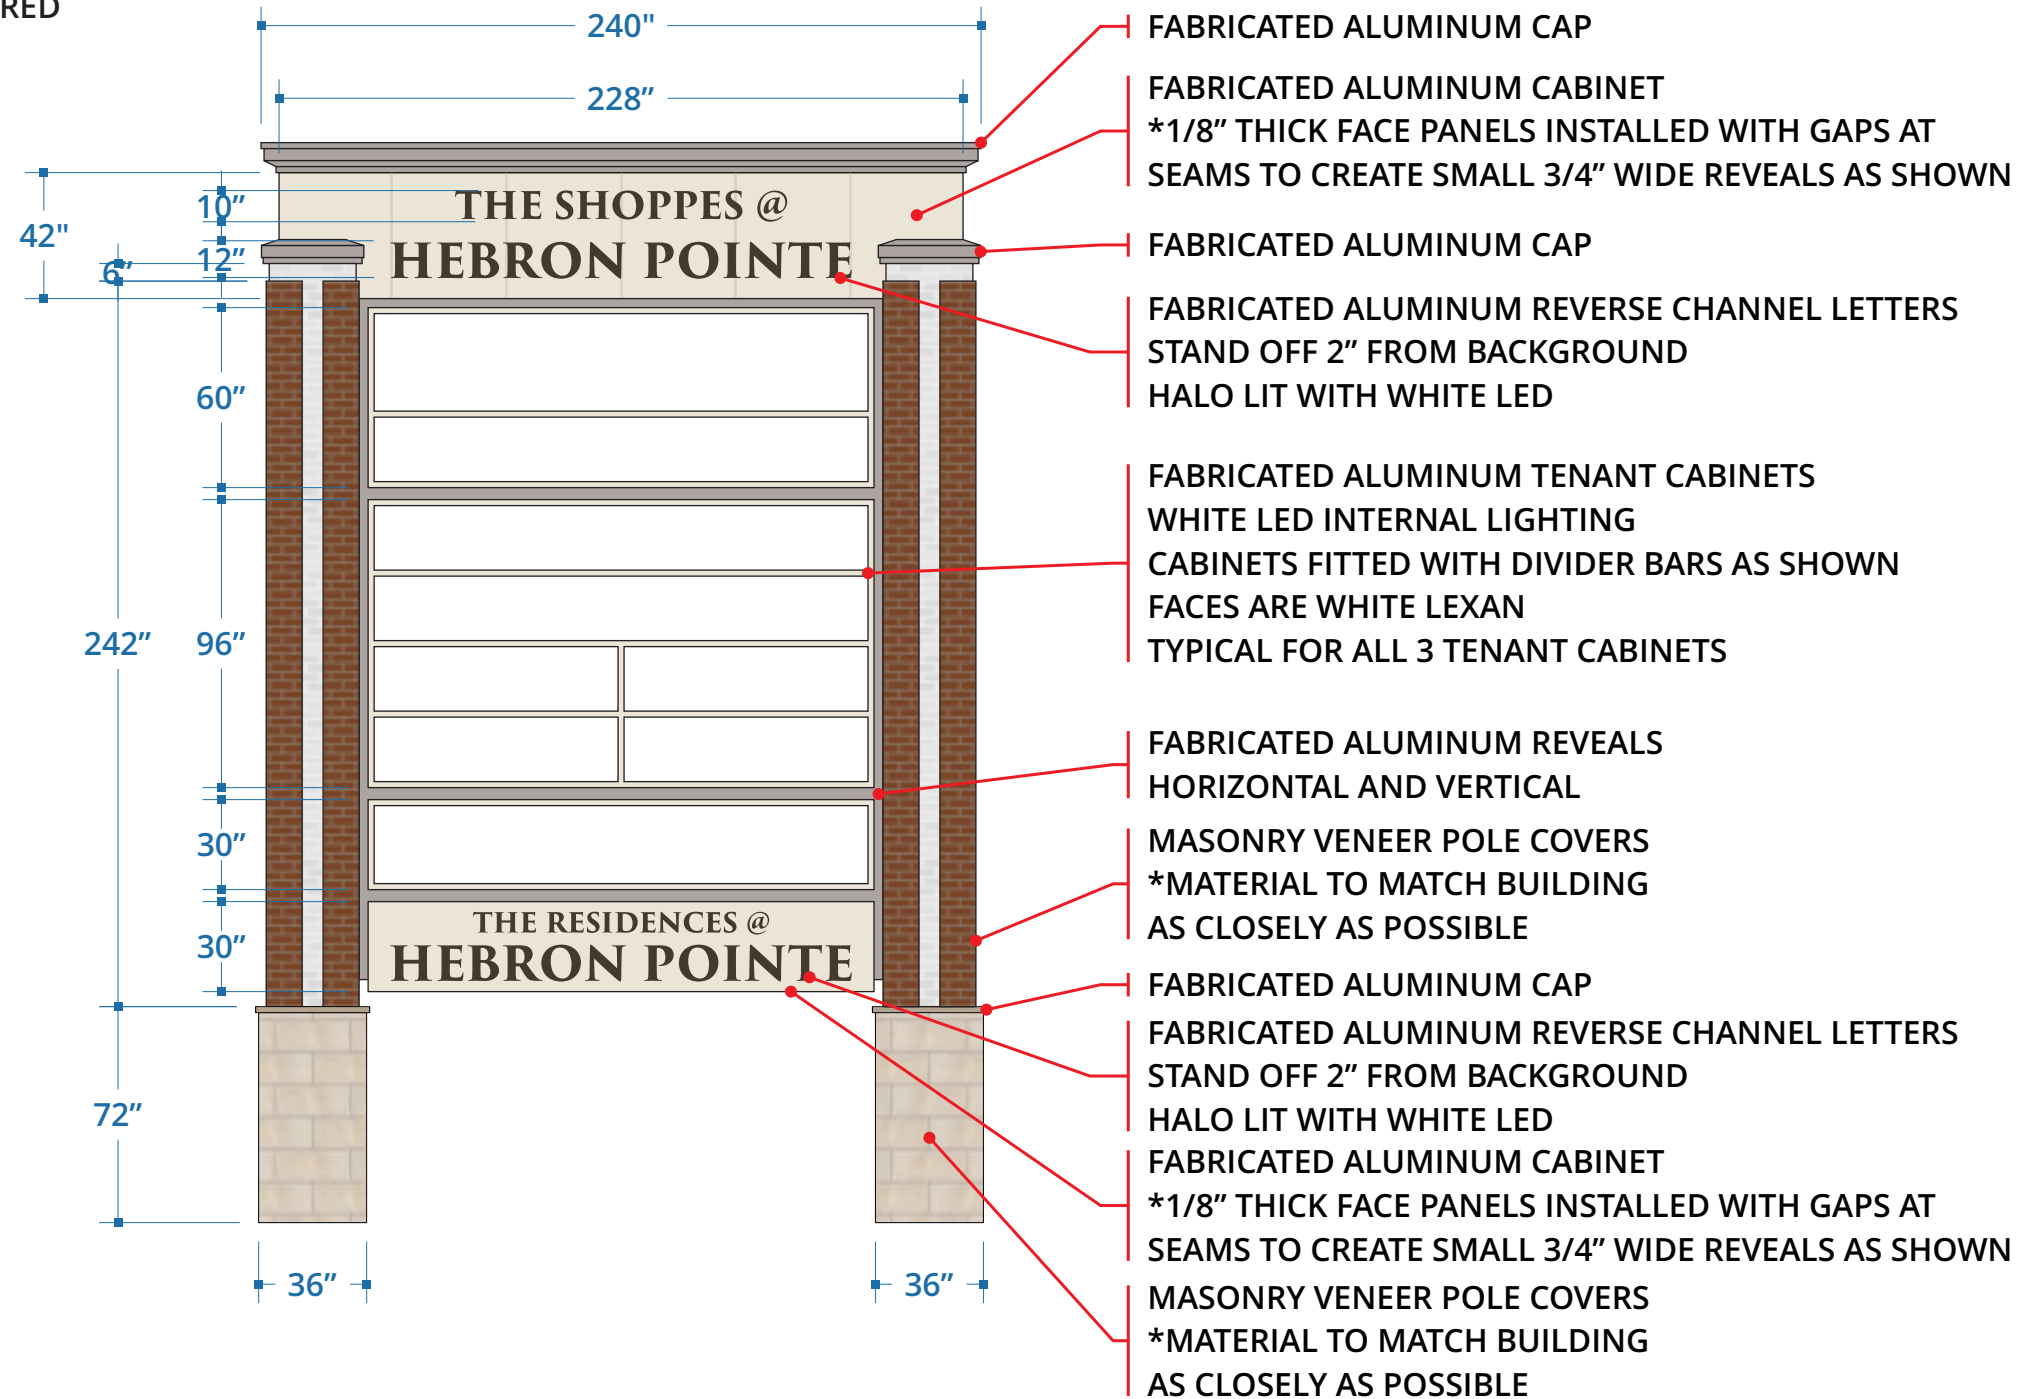 RED
240"
228”
42"
10”
12”
6”
60”
242”
96”
30”
30”
72”
36”
36”
THE SHOPPES @
HEBRON POINTE
THE RESIDENCES @
HEBRON POINTE
FABRICATED ALUMINUM CAP
FABRICATED ALUMINUM CABINET
*1/8” THICK FACE PANELS INSTALLED WITH GAPS AT
SEAMS TO CREATE SMALL 3/4” WIDE REVEALS AS SHOWN
FABRICATED ALUMINUM CAP
FABRICATED ALUMINUM REVERSE CHANNEL LETTERS
STAND OFF 2” FROM BACKGROUND
HALO LIT WITH WHITE LED
FABRICATED ALUMINUM TENANT CABINETS
WHITE LED INTERNAL LIGHTING
CABINETS FITTED WITH DIVIDER BARS AS SHOWN
FACES ARE WHITE LEXAN
TYPICAL FOR ALL 3 TENANT CABINETS
FABRICATED ALUMINUM REVEALS
HORIZONTAL AND VERTICAL
MASONRY VENEER POLE COVERS
*MATERIAL TO MATCH BUILDING
AS CLOSELY AS POSSIBLE
FABRICATED ALUMINUM CAP
FABRICATED ALUMINUM REVERSE CHANNEL LETTERS
STAND OFF 2” FROM BACKGROUND
HALO LIT WITH WHITE LED
FABRICATED ALUMINUM CABINET
*1/8” THICK FACE PANELS INSTALLED WITH GAPS AT
SEAMS TO CREATE SMALL 3/4” WIDE REVEALS AS SHOWN
MASONRY VENEER POLE COVERS
*MATERIAL TO MATCH BUILDING
AS CLOSELY AS POSSIBLE